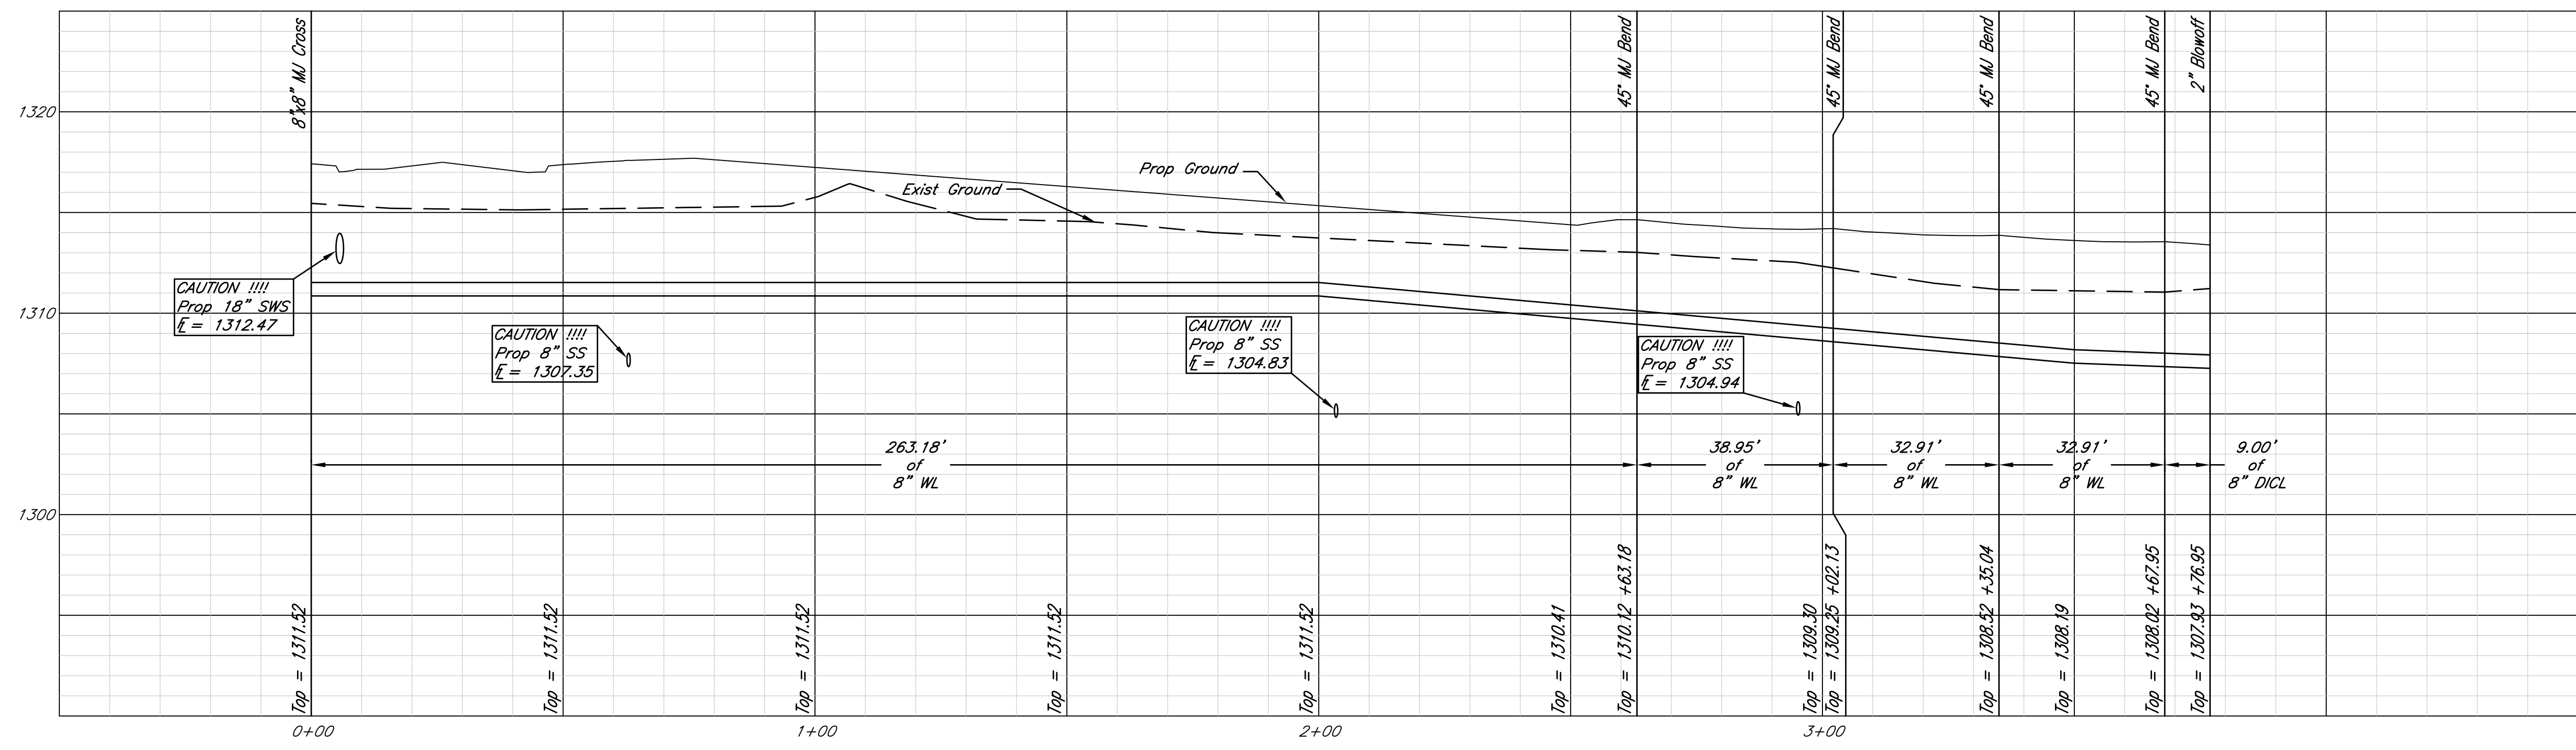 8"x8" MJ Cross
45° MJ Bend
45° MJ Bend
45° MJ Bend
45° MJ Bend
2" Blowoff
1320
1310
1300
Prop Ground
Exist Ground
CAUTION !!!!
Prop 18" SWS
℄ = 1312.47
CAUTION !!!!
Prop 8" SS
℄ = 1307.35
CAUTION !!!!
Prop 8" SS
℄ = 1304.83
CAUTION !!!!
Prop 8" SS
℄ = 1304.94
263.18'
of
8" WL
38.95'
of
8" WL
32.91'
of
8" WL
32.91'
of
8" WL
9.00'
of
8" DICL
Top = 1311.52
Top = 1311.52
Top = 1311.52
Top = 1311.52
Top = 1311.52
Top = 1310.41
Top = 1310.12 +63.18
Top = 1309.30
Top = 1309.25 +02.13
Top = 1308.52 +35.04
Top = 1308.19
Top = 1308.02 +67.95
Top = 1307.93 +76.95
0+00
1+00
2+00
3+00